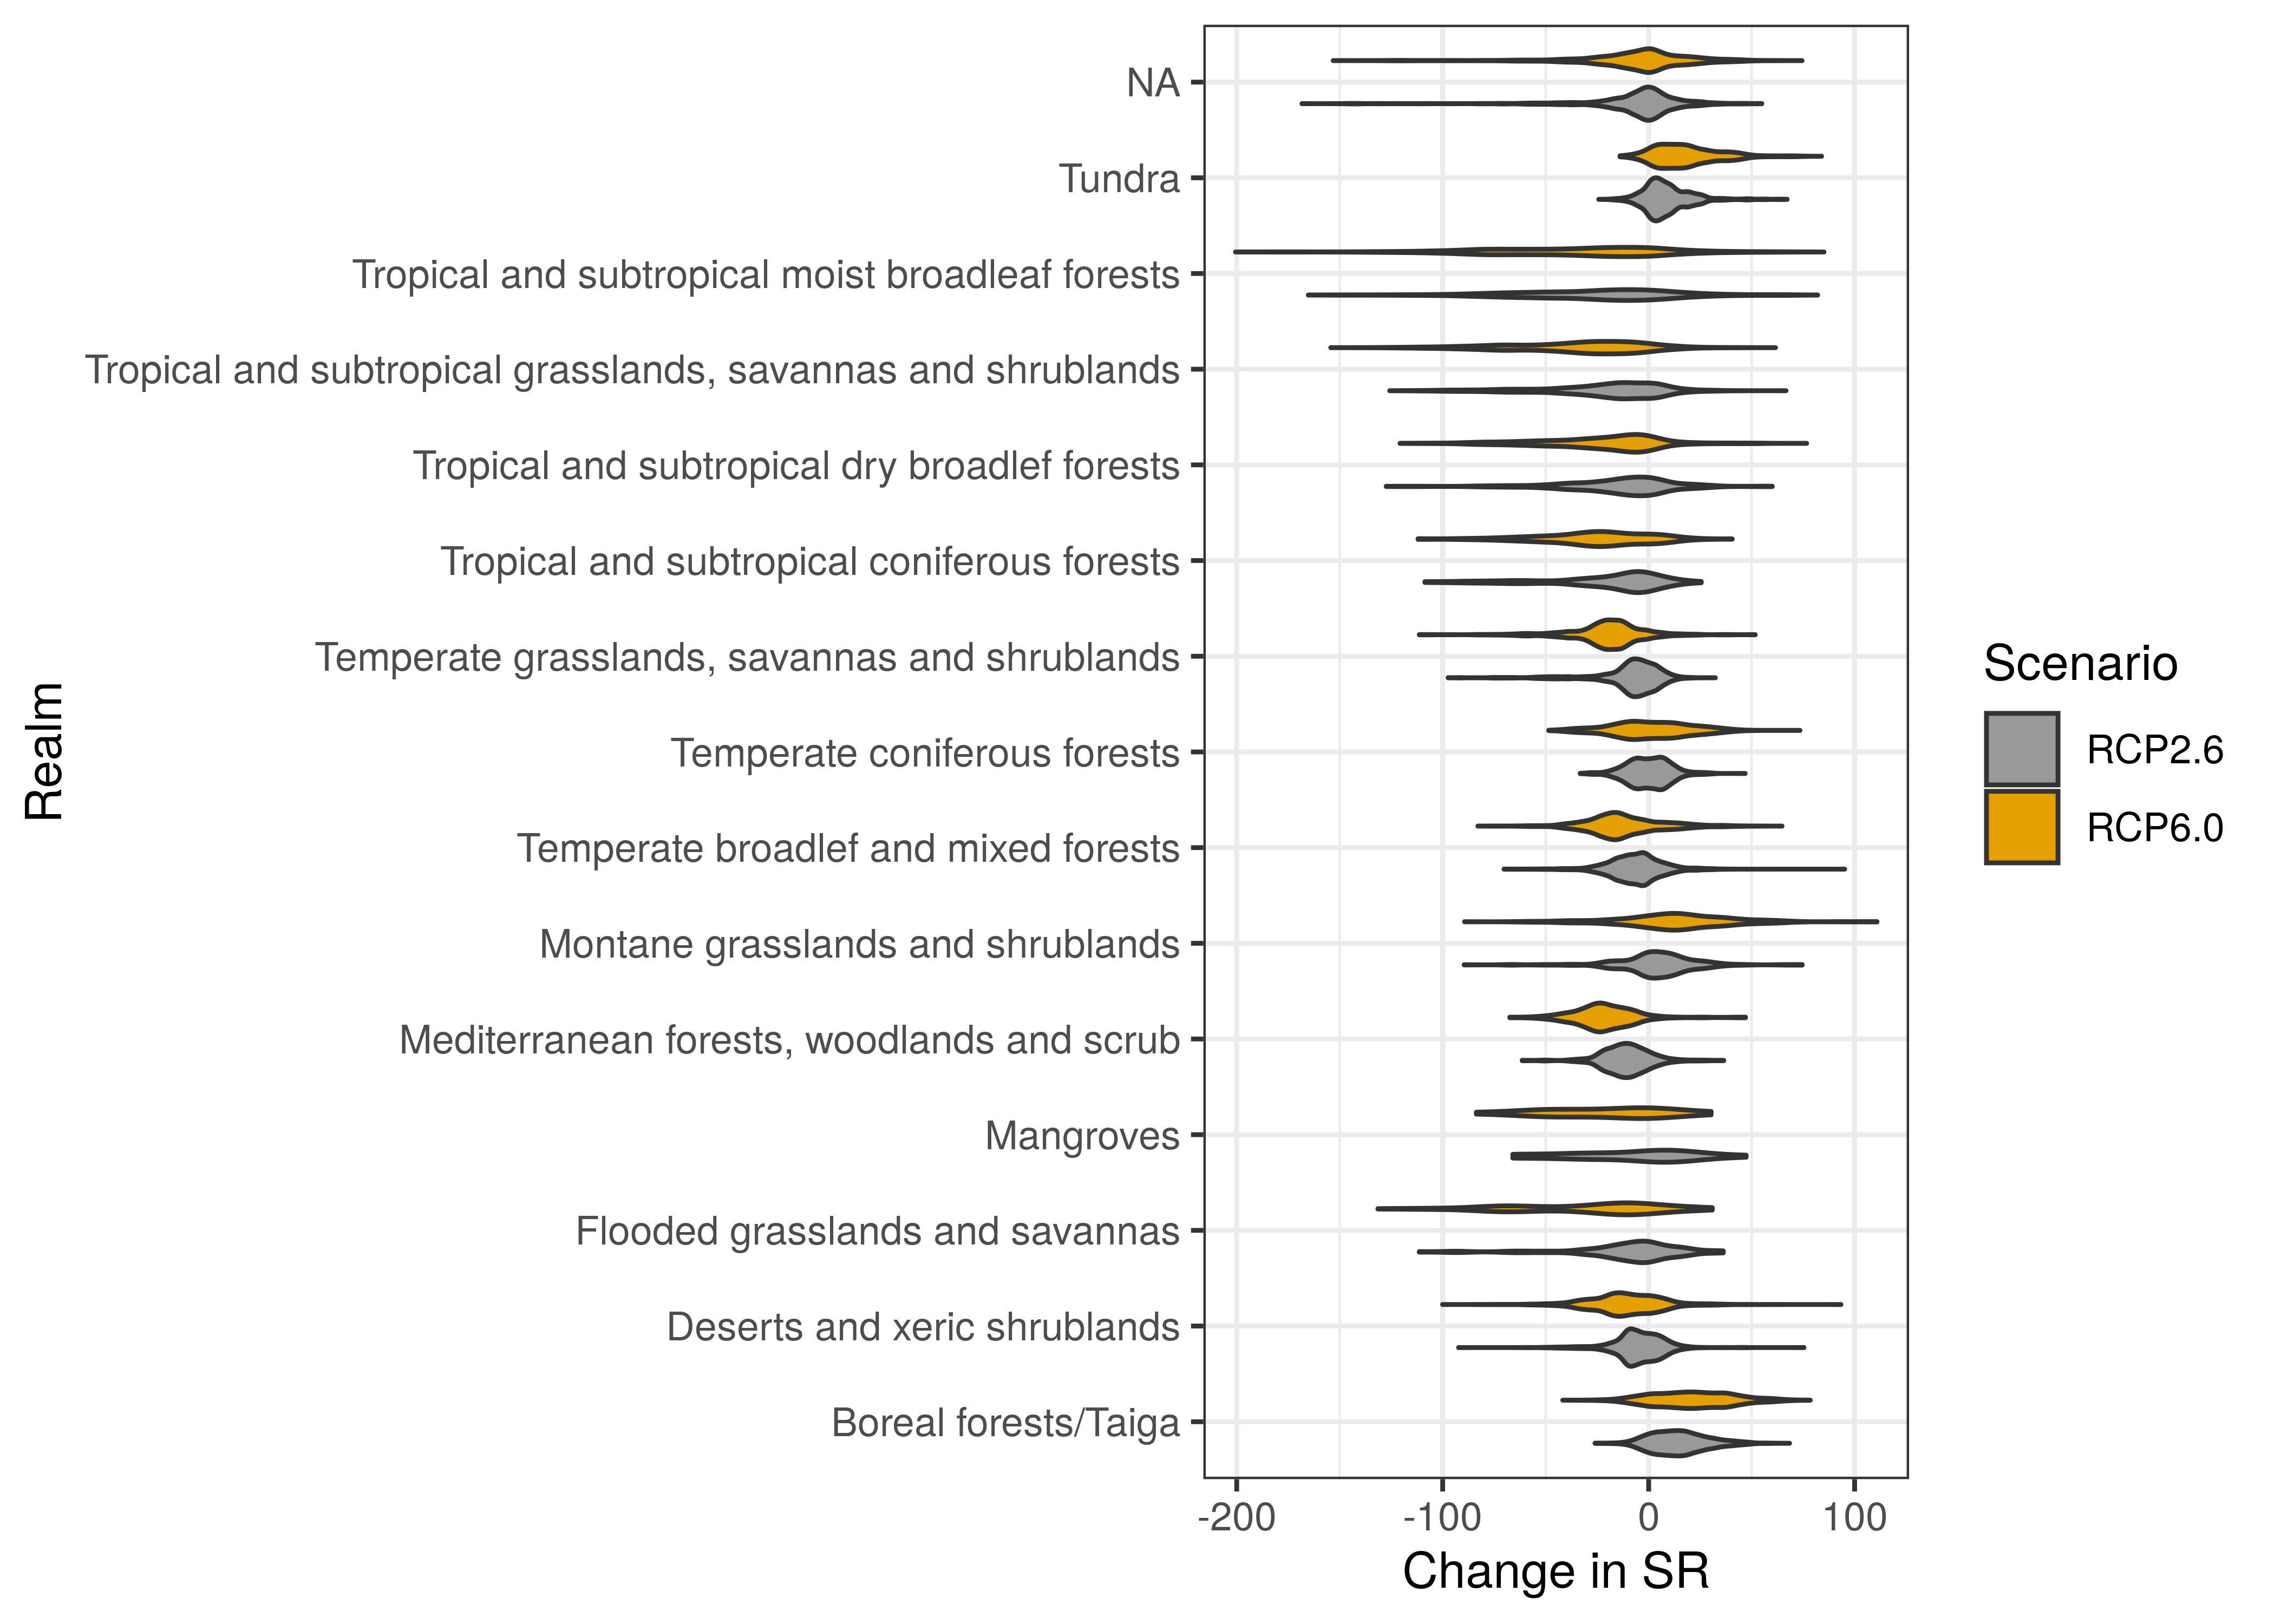 NA
Tundra
Tropical and subtropical moist broadleaf forests
Tropical and subtropical grasslands, savannas and shrublands
Tropical and subtropical dry broadlef forests
Tropical and subtropical coniferous forests
Temperate grasslands, savannas and shrublands
Temperate coniferous forests
Temperate broadlef and mixed forests
Montane grasslands and shrublands
Mediterranean forests, woodlands and scrub
Mangroves
Flooded grasslands and savannas
Deserts and xeric shrublands
Boreal forests/Taiga
Realm
-200 -100 0 100
Change in SR
Scenario
RCP2.6
RCP6.0